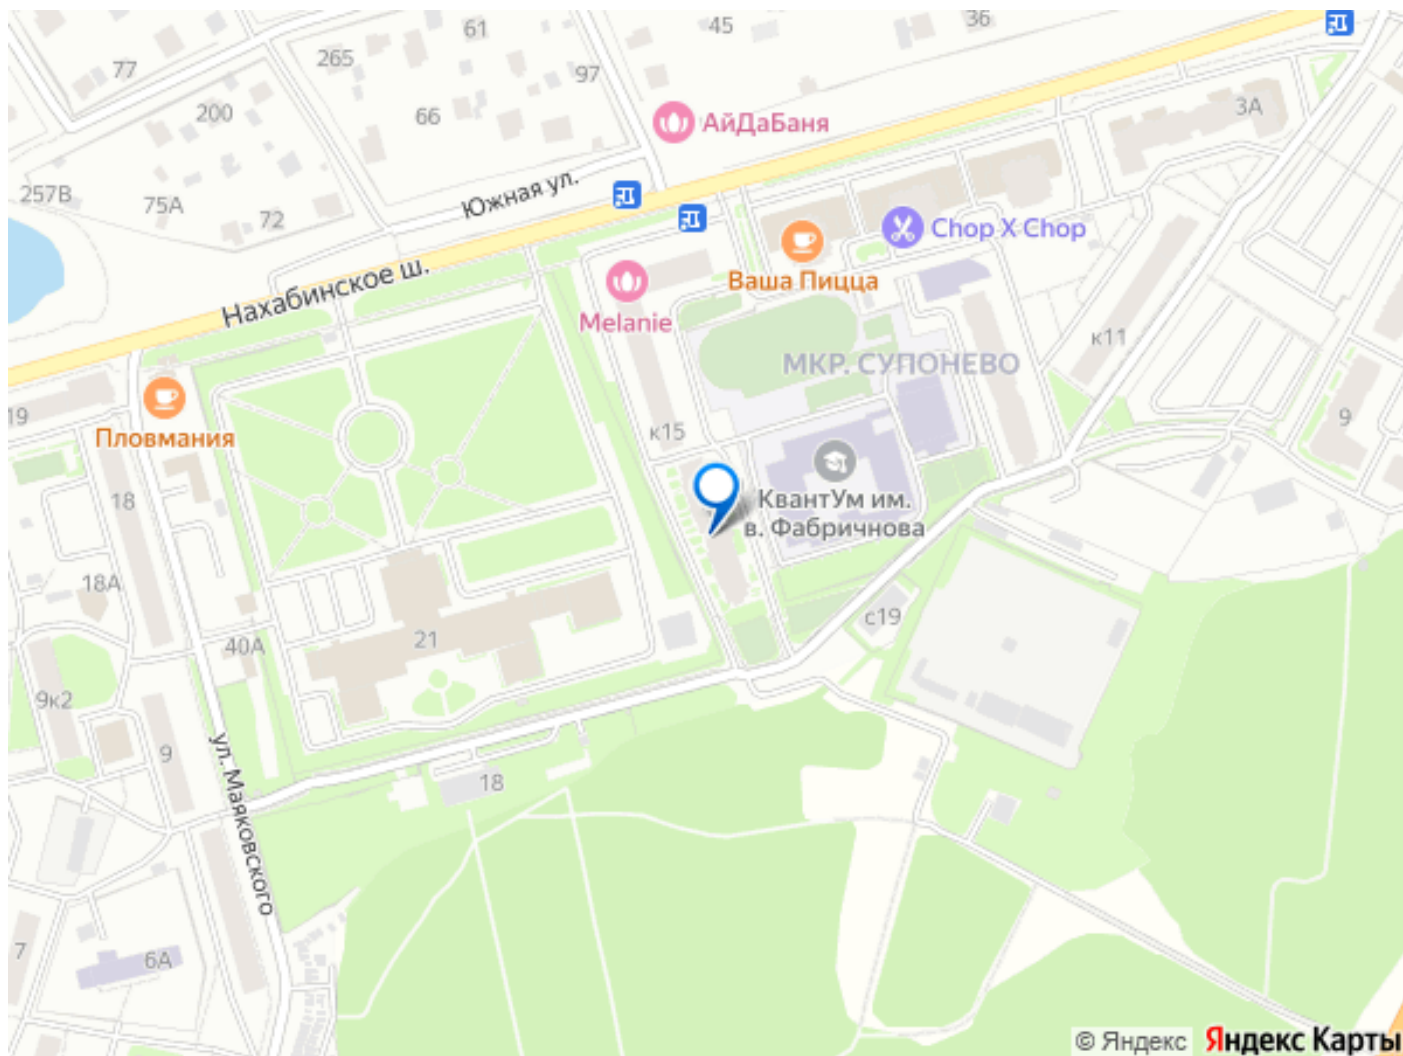 61
45
36
265
77
97
200
66
3А
АйДаБаня
257В
75А
72
Южная ул.
Chop X Chop
Ваша Пицца
Нахабинское ш.
Melanie
к11
МКР. СУПОНЕВО
19
9
Пловмания
к15
КвантУм им.
в. Фабричнова
18
18А
с19
21
40А
9к2
9
ул. Маяковского
18
7
6А
© Яндекс Яндекс Карты